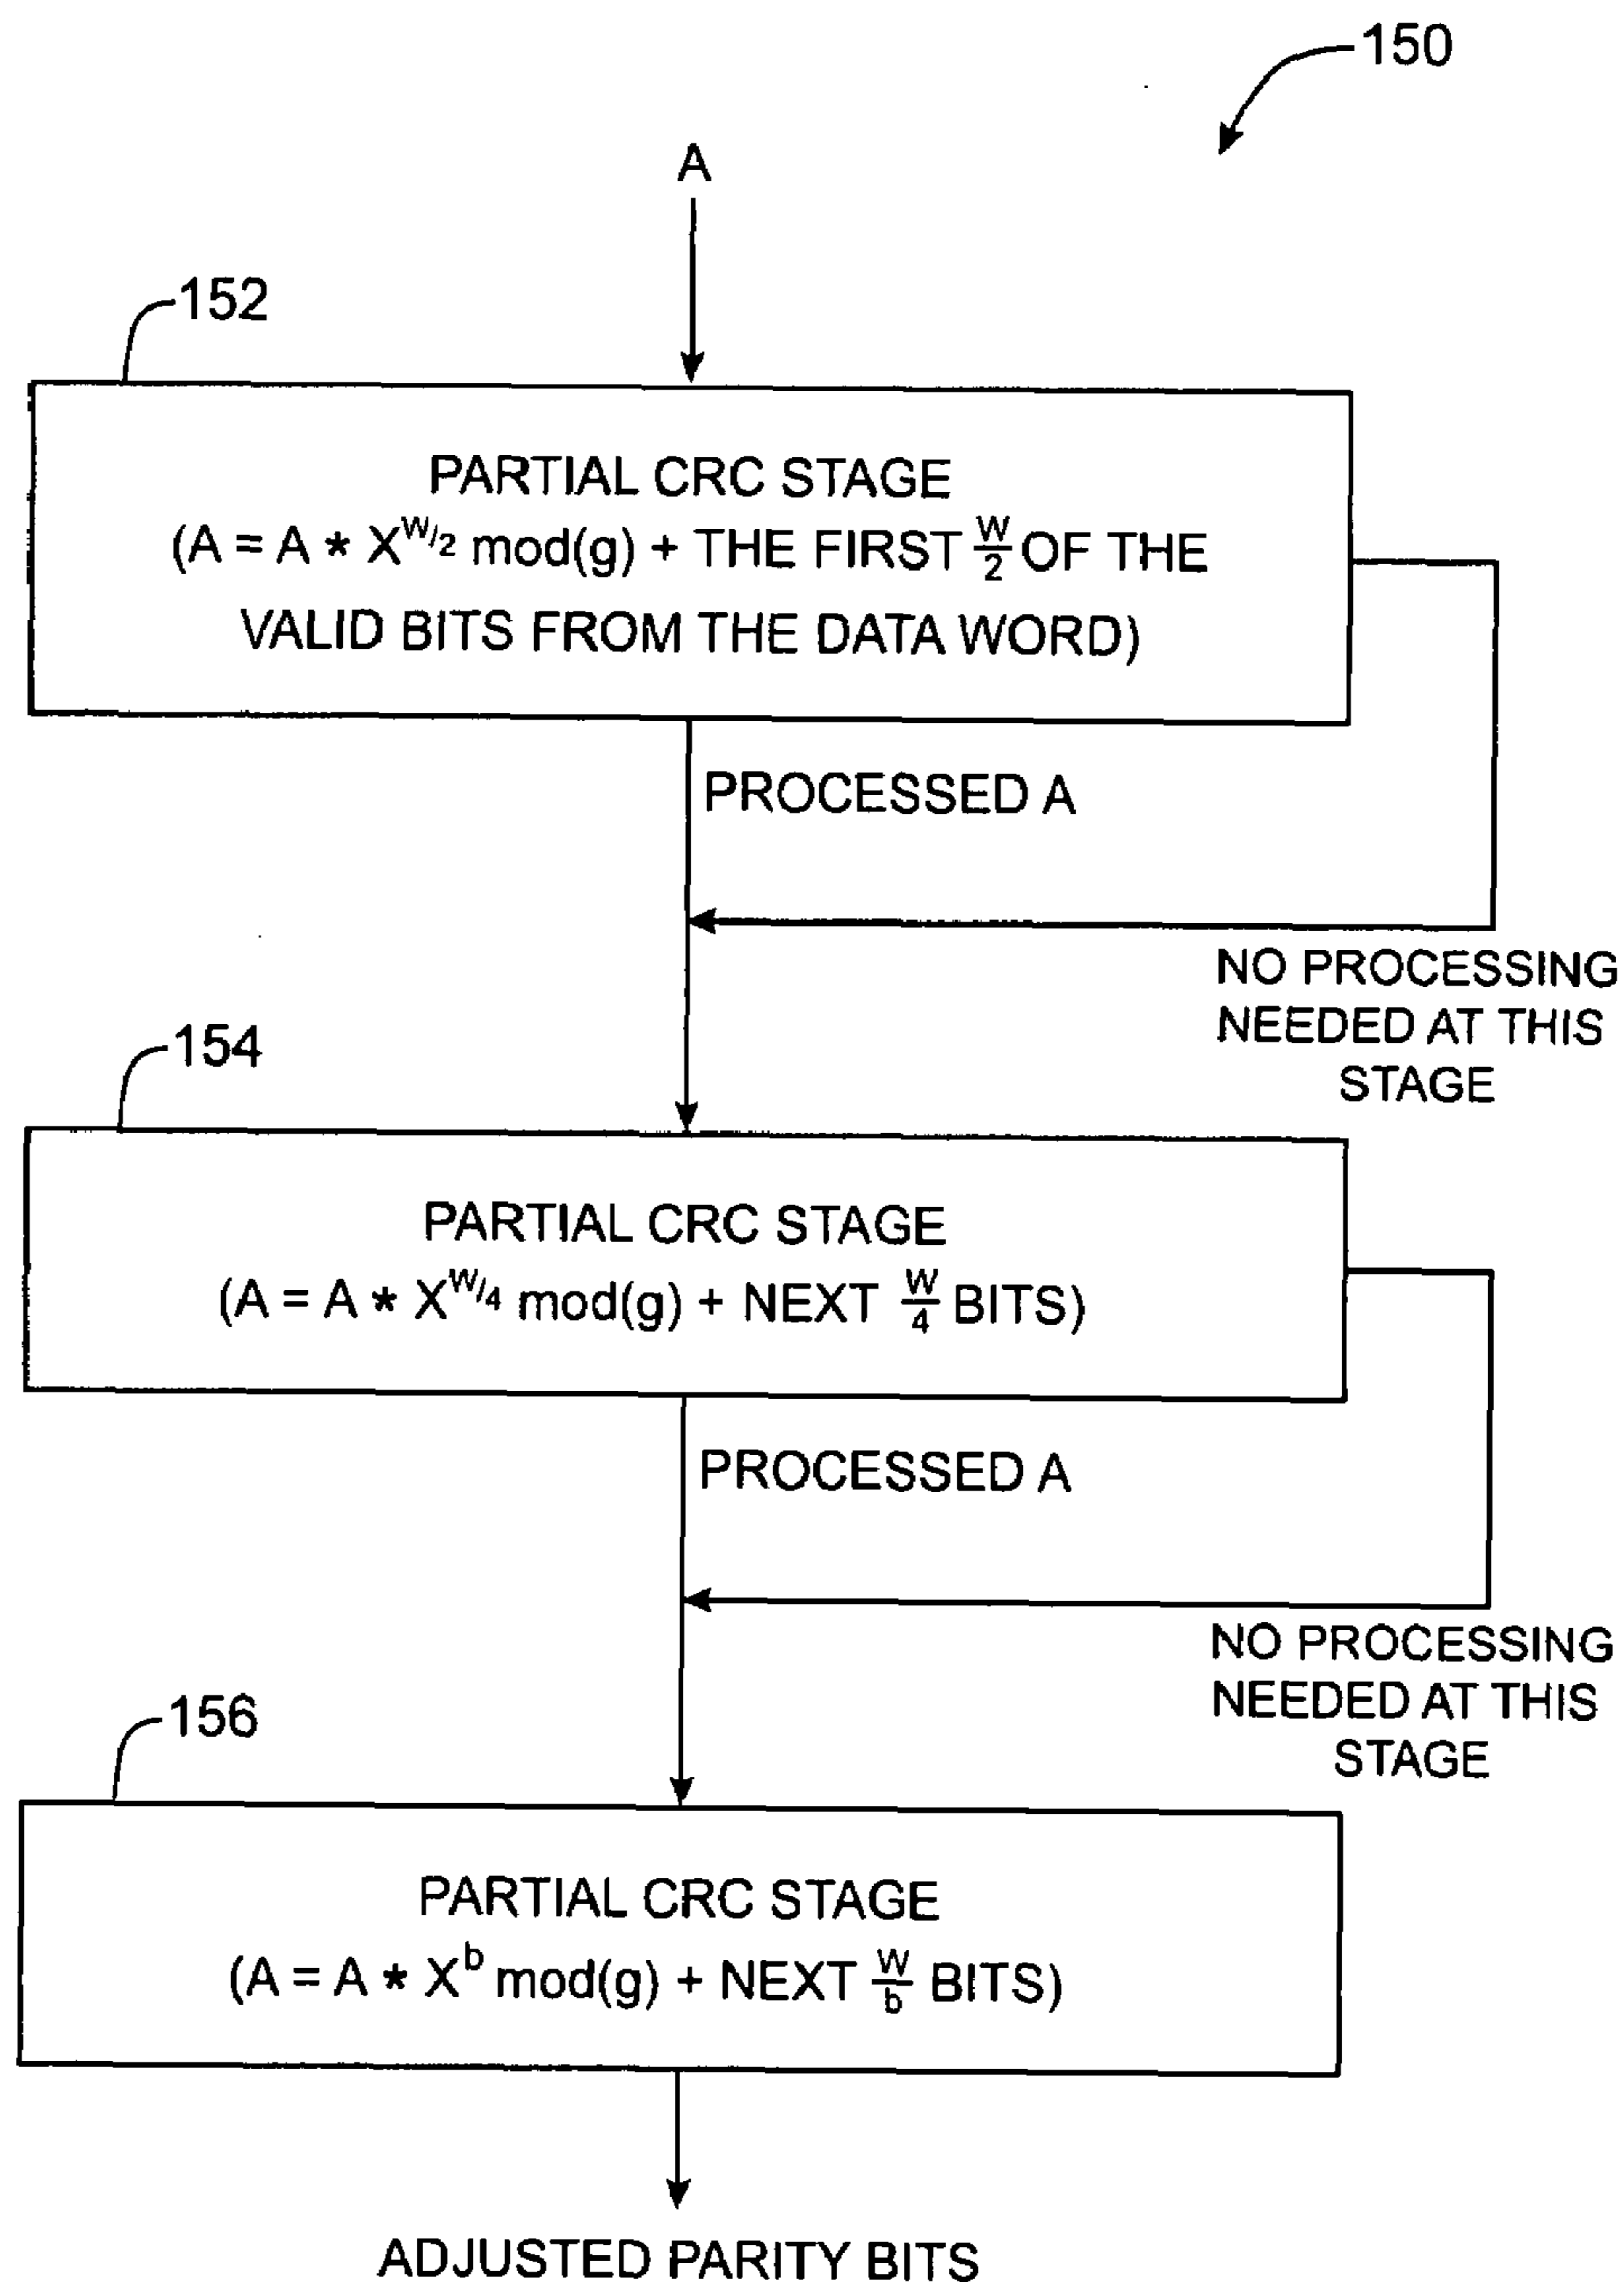 150
A
152
PARTIAL CRC STAGE
(A = A * X^W/2 mod(g) + THE FIRST W/2 OF THE
VALID BITS FROM THE DATA WORD)
PROCESSED A
NO PROCESSING
NEEDED AT THIS
STAGE
154
PARTIAL CRC STAGE
(A = A * X^W/4 mod(g) + NEXT W/4 BITS)
PROCESSED A
NO PROCESSING
NEEDED AT THIS
STAGE
156
PARTIAL CRC STAGE
(A = A * X^b mod(g) + NEXT W/b BITS)
ADJUSTED PARITY BITS